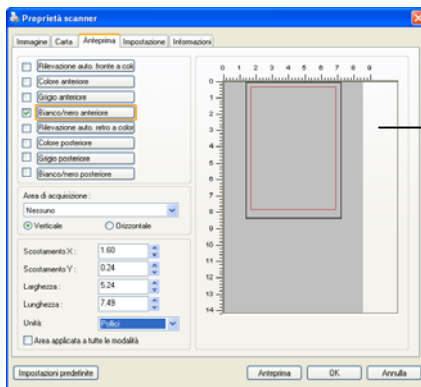 Proprietà scanner
Immagine Carta Anteprima Impostazione Informazioni
Rilevazione auto. fronte a col
Colore anteriore
Grigio anteriore
Bianco/nero anteriore
Rilevazione auto. retro a color
Colore posteriore
Grigio posteriore
Bianco/nero posteriore
Area di acquisizione :
Nessuno
Verticale Orizzontale
Scostamento X : 1.60
Scostamento Y : 0.24
Larghezza : 5.24
Lunghezza : 7.49
Unità: Pollici
Area applicata a tutte le modalità
0 1 2 3 4 5 6 7 8 9
0
1
2
3
4
5
6
7
8
9
10
11
12
13
14
Impostazioni predefinite Anteprima OK Annulla